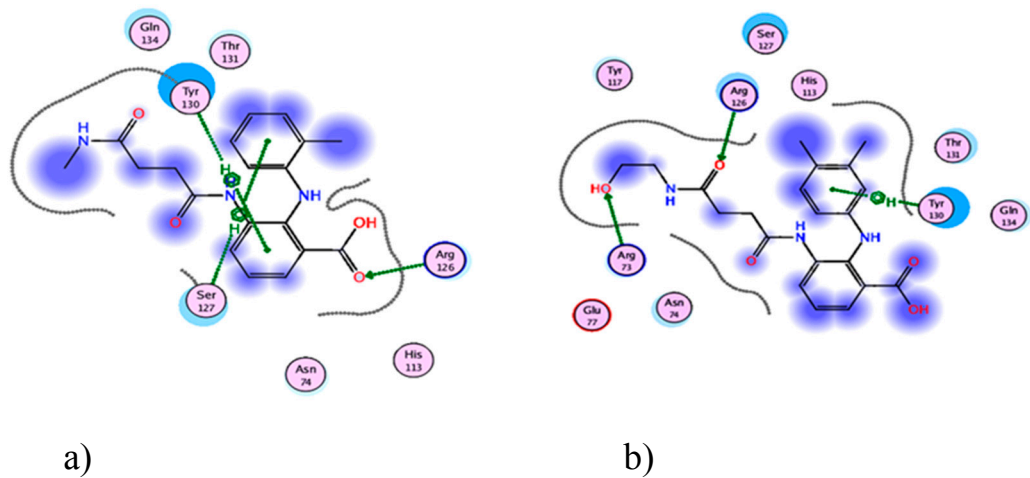 Gln
134
Thr
131
Tyr
130
H
N
O
O
N
H
H
NH
OH
O
Ser
127
Arg
126
Asn
74
His
113
a)
Ser
127
Tyr
117
Arg
126
His
113
Thr
131
Tyr
130
Gln
134
O
HO
N
H
H
Arg
73
O
NH
NH
O
OH
Glu
77
Asn
74
b)